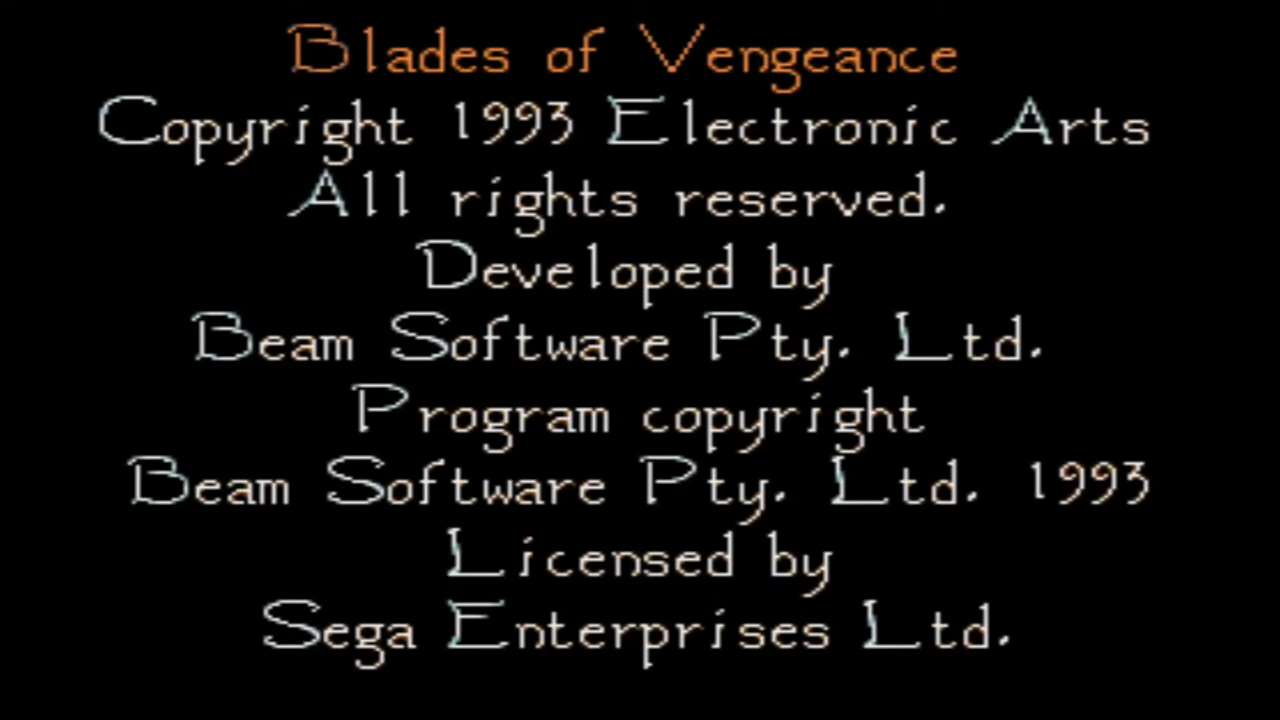 Blades of Vengeance
Copyright 1993 Electronic Arts
All rights reserved.
Developed by
Beam Software Pty. Ltd.
Program copyright
Beam Software Pty. Ltd. 1993
Licensed by
Sega Enterprises Ltd.